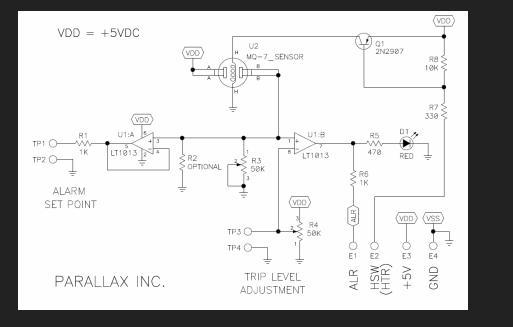 VDD = +5VDC
VDD
U2
MQ-7_SENSOR
VDD
Q1
2N2907
H
A
B
A
B
H
R8
10K
R7
330
TP1
R1
1K
TP2
VDD
U1:A
LT1013
R2
OPTIONAL
R3
50K
U1:B
LT1013
R5
470
D1
RED
R6
1K
ALARM
SET POINT
VDD
TP3
TP4
R4
50K
ALR
VDD
VSS
E1
E2
E3
E4
ALR
HSW
(HTR)
+5V
GND
PARALLAX INC.
TRIP LEVEL
ADJUSTMENT